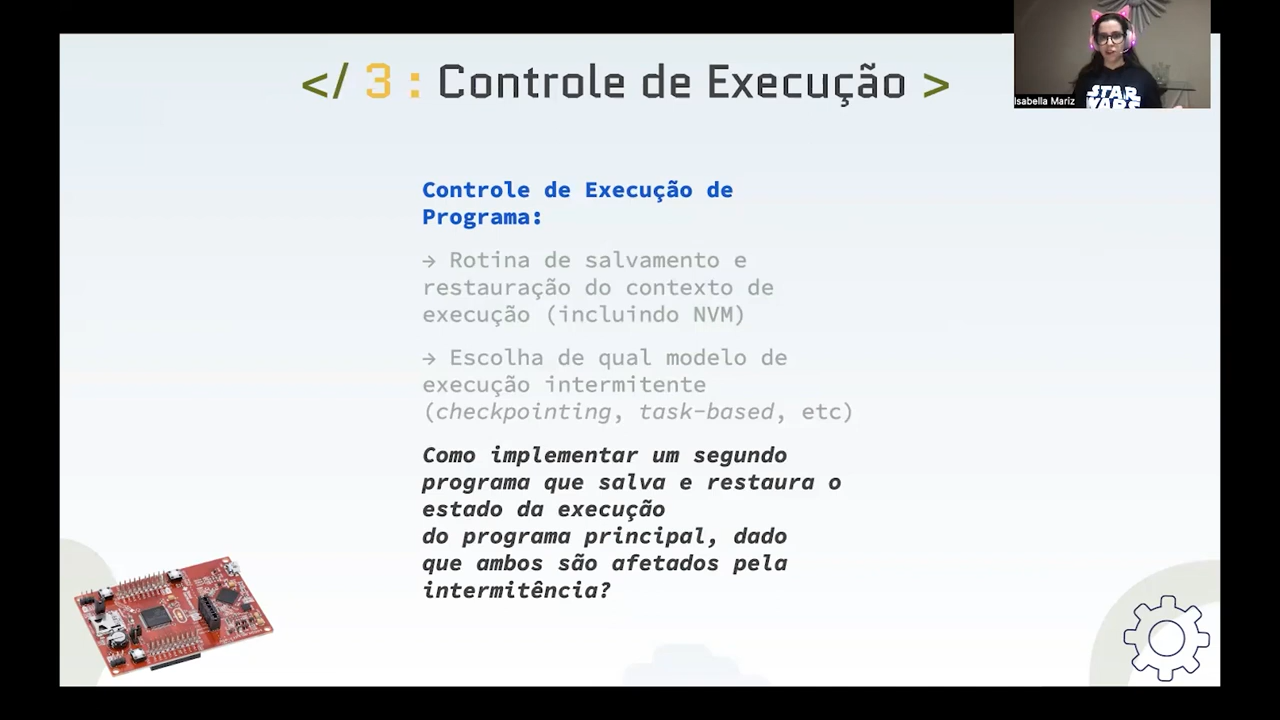 </ 3 : Controle de Execução >
Isabella Mariz
STAR
WARS
Controle de Execução de
Programa:
→ Rotina de salvamento e
restauração do contexto de
execução (incluindo NVM)
→ Escolha de qual modelo de
execução intermitente
(checkpointing, task-based, etc)
Como implementar um segundo
programa que salva e restaura o
estado da execução
do programa principal, dado
que ambos são afetados pela
intermitência?